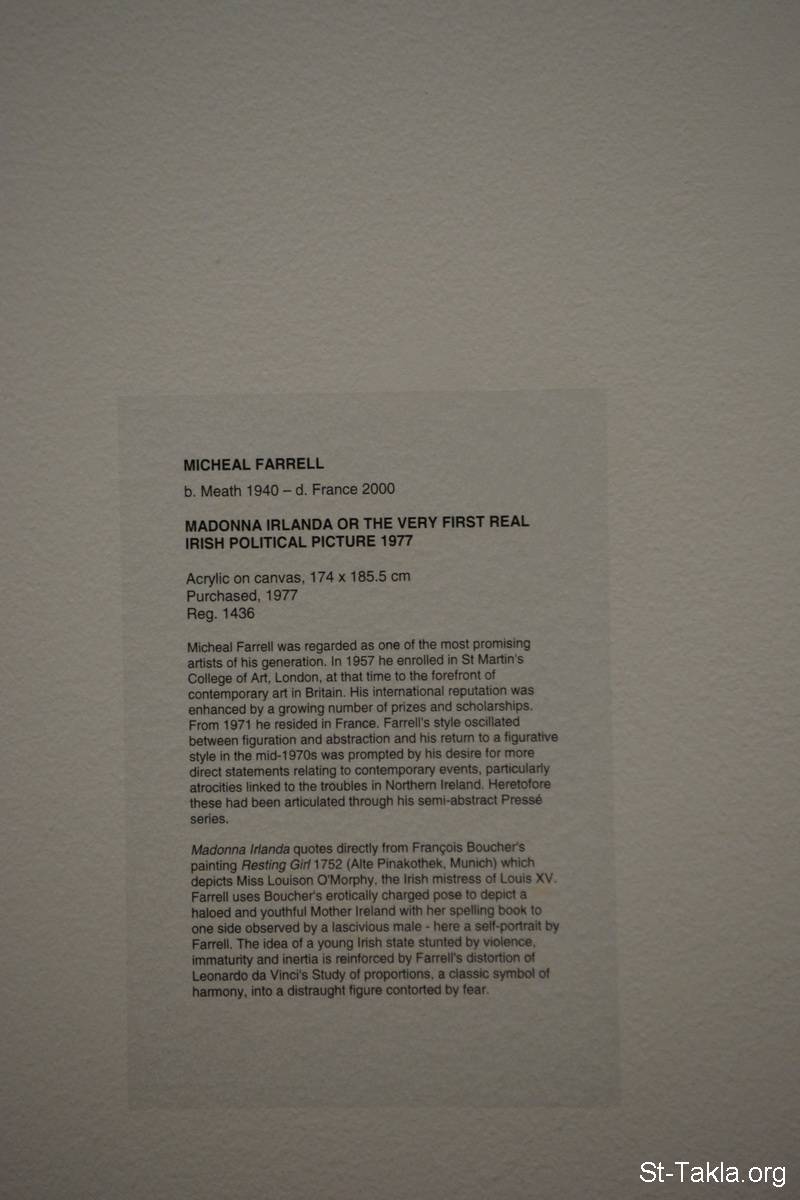 MICHEAL FARRELL
b. Meath 1940 – d. France 2000
MADONNA IRLANDA OR THE VERY FIRST REAL
IRISH POLITICAL PICTURE 1977
Acrylic on canvas, 174 x 185.5 cm
Purchased, 1977
Reg. 1436
Micheal Farrell was regarded as one of the most promising
artists of his generation. In 1957 he enrolled in St Martin's
College of Art, London, at that time to the forefront of
contemporary art in Britain. His international reputation was
enhanced by a growing number of prizes and scholarships.
From 1971 he resided in France. Farrell's style oscillated
between figuration and abstraction and his return to a figurative
style in the mid-1970s was prompted by his desire for more
direct statements relating to contemporary events, particularly
atrocities linked to the troubles in Northern Ireland. Heretofore
these had been articulated through his semi-abstract Pressé
series.
Madonna Irlanda quotes directly from François Boucher's
painting Resting Girl 1752 (Alte Pinakothek, Munich) which
depicts Miss Louison O'Morphy, the Irish mistress of Louis XV.
Farrell uses Boucher's erotically charged pose to depict a
haloed and youthful Mother Ireland with her spelling book to
one side observed by a lascivious male - here a self-portrait by
Farrell. The idea of a young Irish state stunted by violence,
immaturity and inertia is reinforced by Farrell's distortion of
Leonardo da Vinci's Study of proportions, a classic symbol of
harmony, into a distraught figure contorted by fear.
St-Takla.org